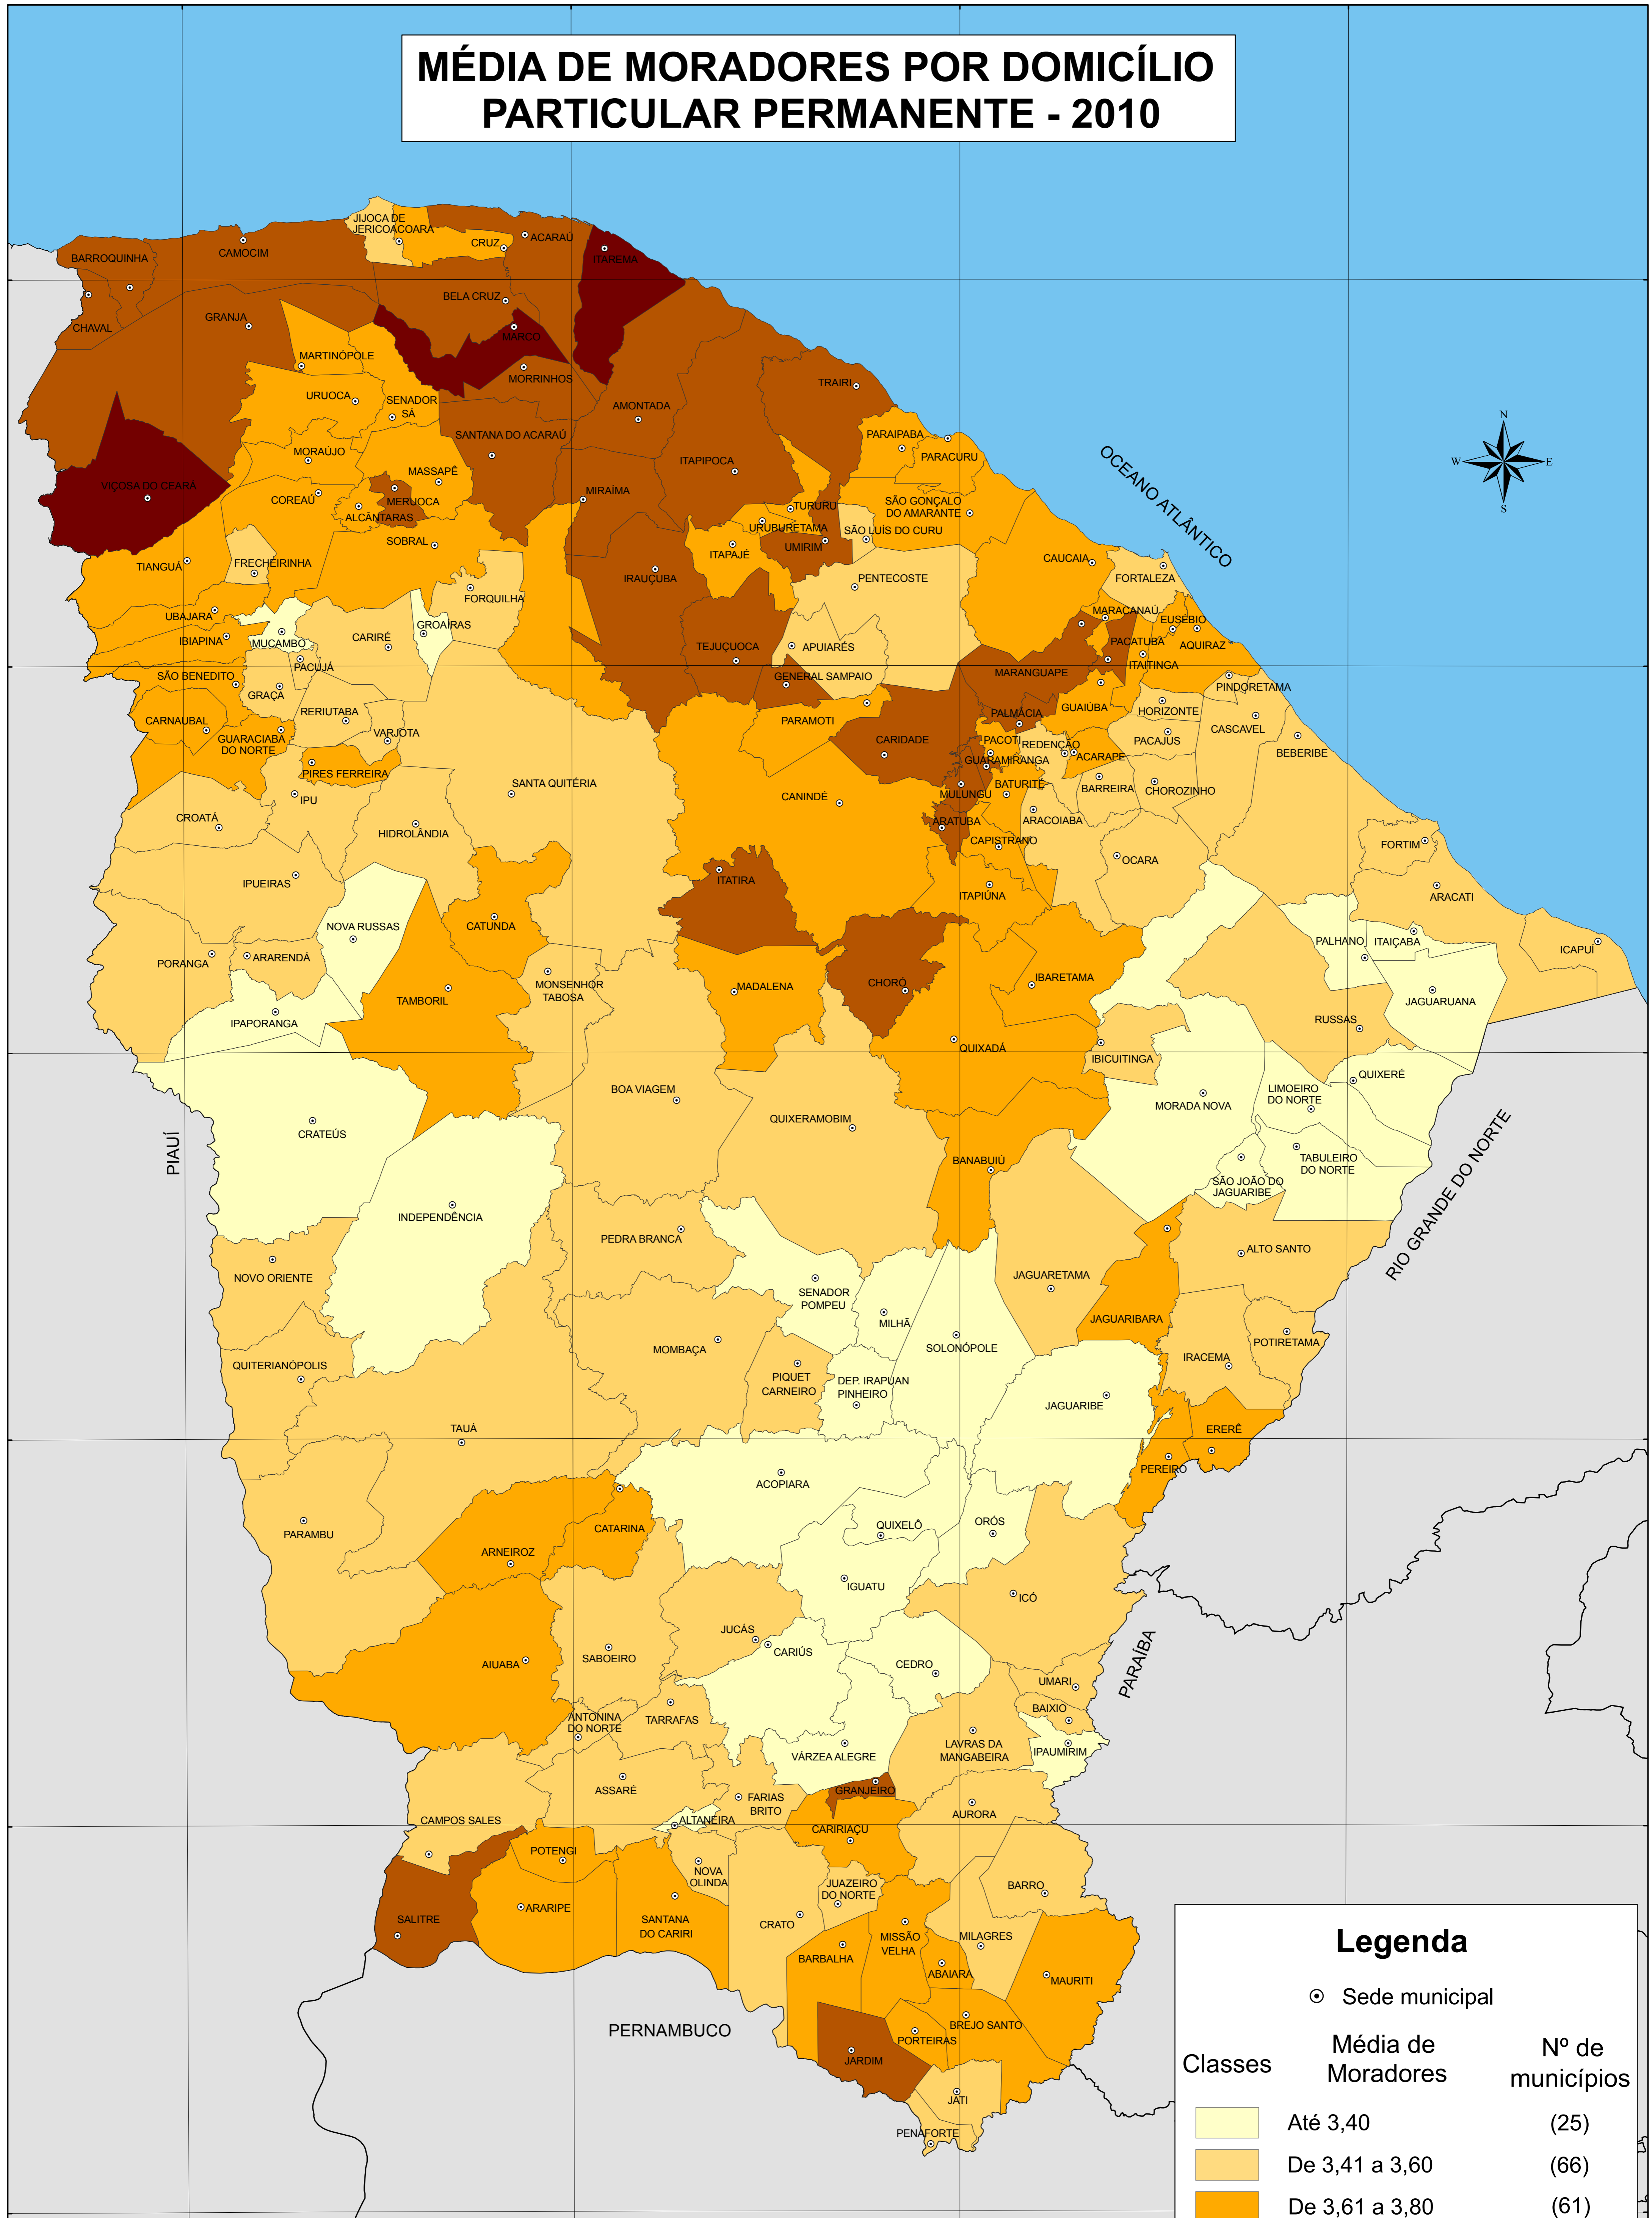 MÉDIA DE MORADORES POR DOMICÍLIO
PARTICULAR PERMANENTE - 2010
JIJOCA DE
JERICOACOARA
CRUZ
ACARAÚ
ITAREMA
BARROQUINHA
CAMOCIM
BELA CRUZ
CHAVAL
GRANJA
MARCO
MARTINÓPOLE
MORRINHOS
TRAIRI
URUOCA
SENADOR
SÁ
AMONTADA
N
W
E
S
SANTANA DO ACARAÚ
PARAIPABA
PARACURU
MORAÚJO
ITAPIPOCA
MASSAPÊ
VIÇOSA DO CEARÁ
COREAÚ
MERUOCA
MIRAÍMA
ALCÂNTARAS
TURURU
SÃO GONÇALO
DO AMARANTE
OCEANO ATLÂNTICO
URUBURETAMA
SÃO LUÍS DO CURU
SOBRAL
UMIRIM
ITAPAJÉ
TIANGUÁ
FRECHEIRINHA
CAUCAIA
FORTALEZA
IRAUÇUBA
PENTECOSTE
FORQUILHA
UBAJARA
MARACANAÚ
EUSÉBIO
GROAÍRAS
IBIAPINA
MUCAMBO
CARIRÉ
PACATUBA
AQUIRAZ
TEJUÇUOCA
APUIARÉS
ITAITINGA
PACUJÁ
MARANGUAPE
SÃO BENEDITO
GENERAL SAMPAIO
PINDORETAMA
GRAÇA
RERIUTABA
GUAIÚBA
HORIZONTE
PALMÁCIA
CARNAUBAL
PARAMOTI
CASCAVEL
GUARACIABA
DO NORTE
VARJOTA
CARIDADE
PACOTI
REDENÇÃO
PACAJUS
BEBERIBE
ACARAPE
GUARAMIRANGA
PIRES FERREIRA
SANTA QUITÉRIA
BATURITÉ
BARREIRA
CHOROZINHO
IPU
CANINDÉ
MULUNGU
CROATÁ
HIDROLÂNDIA
ARATUBA
ARACOIABA
CAPISTRANO
FORTIM
OCARA
IPUEIRAS
ITATIRA
ITAPIÚNA
ARACATI
NOVA RUSSAS
CATUNDA
PALHANO
ITAIÇABA
ICAPUÍ
PORANGA
ARARENDÁ
MONSENHOR
TABOSA
MADALENA
CHORÓ
IBARETAMA
TAMBORIL
JAGUARUANA
IPAPORANGA
RUSSAS
QUIXADÁ
IBICUITINGA
QUIXERÉ
BOA VIAGEM
LIMOEIRO
DO NORTE
MORADA NOVA
QUIXERAMOBIM
CRATEÚS
PIAUÍ
BANABUIÚ
TABULEIRO
DO NORTE
SÃO JOÃO DO
JAGUARIBE
RIO GRANDE DO NORTE
INDEPENDÊNCIA
PEDRA BRANCA
ALTO SANTO
NOVO ORIENTE
JAGUARETAMA
SENADOR
POMPEU
MILHÃ
JAGUARIBARA
POTIRETAMA
MOMBAÇA
SOLONÓPOLE
IRACEMA
QUITERIANÓPOLIS
PIQUET
CARNEIRO
DEP. IRAPUAN
PINHEIRO
JAGUARIBE
TAUÁ
ERERÊ
PEREIRO
ACOPIARA
PARAMBU
CATARINA
QUIXELÔ
ORÓS
ARNEIROZ
IGUATU
ICÓ
JUCÁS
CARIÚS
SABOEIRO
AIUABA
CEDRO
PARAÍBA
UMARI
BAIXIO
ANTONINA
DO NORTE
TARRAFAS
VÁRZEA ALEGRE
LAVRAS DA
MANGABEIRA
IPAUMIRIM
ASSARÉ
GRANJEIRO
FARIAS
BRITO
AURORA
CAMPOS SALES
ALTANEIRA
CARIRIAÇU
POTENGI
NOVA
OLINDA
JUAZEIRO
DO NORTE
BARRO
ARARIPE
SALITRE
SANTANA
DO CARIRI
CRATO
MISSÃO
VELHA
MILAGRES
BARBALHA
ABAIARA
MAURITI
PERNAMBUCO
BREJO SANTO
PORTEIRAS
JARDIM
JATI
PENAFORTE
Legenda
Sede municipal
Classes
Média de
Moradores
Nº de
municípios
Até 3,40 (25)
De 3,41 a 3,60 (66)
De 3,61 a 3,80 (61)